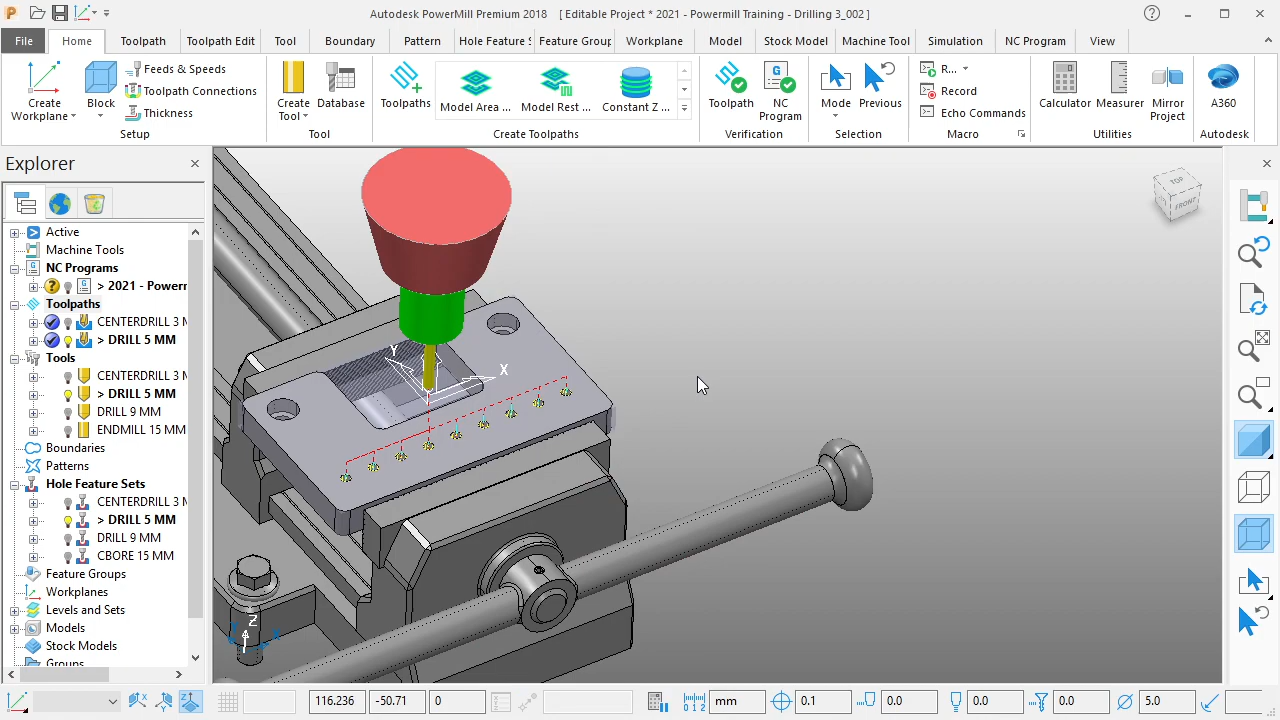 Autodesk PowerMill Premium 2018 [ Editable Project * 2021 - Powermill Training - Drilling 3_002 ]
File Home Toolpath Toolpath Edit Tool Boundary Pattern Hole Feature S Feature Group Workplane Model Stock Model Machine Tool Simulation NC Program View
Create Workplane
Block
Feeds & Speeds
Toolpath Connections
Thickness
Setup
Create Tool
Database
Tool
Toolpaths
Model Area ...
Model Rest ...
Constant Z ...
Create Toolpaths
Toolpath
NC Program
Verification
Mode
Previous
Selection
R...
Record
Echo Commands
Macro
Calculator
Measurer
Mirror Project
Utilities
A360
Autodesk
Explorer
Active
Machine Tools
NC Programs
> 2021 - Powern
Toolpaths
CENTERDRILL 3 M
> DRILL 5 MM
Tools
CENTERDRILL 3 M
> DRILL 5 MM
DRILL 9 MM
ENDMILL 15 MM
Boundaries
Patterns
Hole Feature Sets
CENTERDRILL 3 M
> DRILL 5 MM
DRILL 9 MM
CBORE 15 MM
Feature Groups
Workplanes
Levels and Sets
Models
Stock Models
Groups
TOP
FRONT
Y
X
Z
116.236 -50.71 0 mm 0.1 0.0 0.0 0.0 5.0